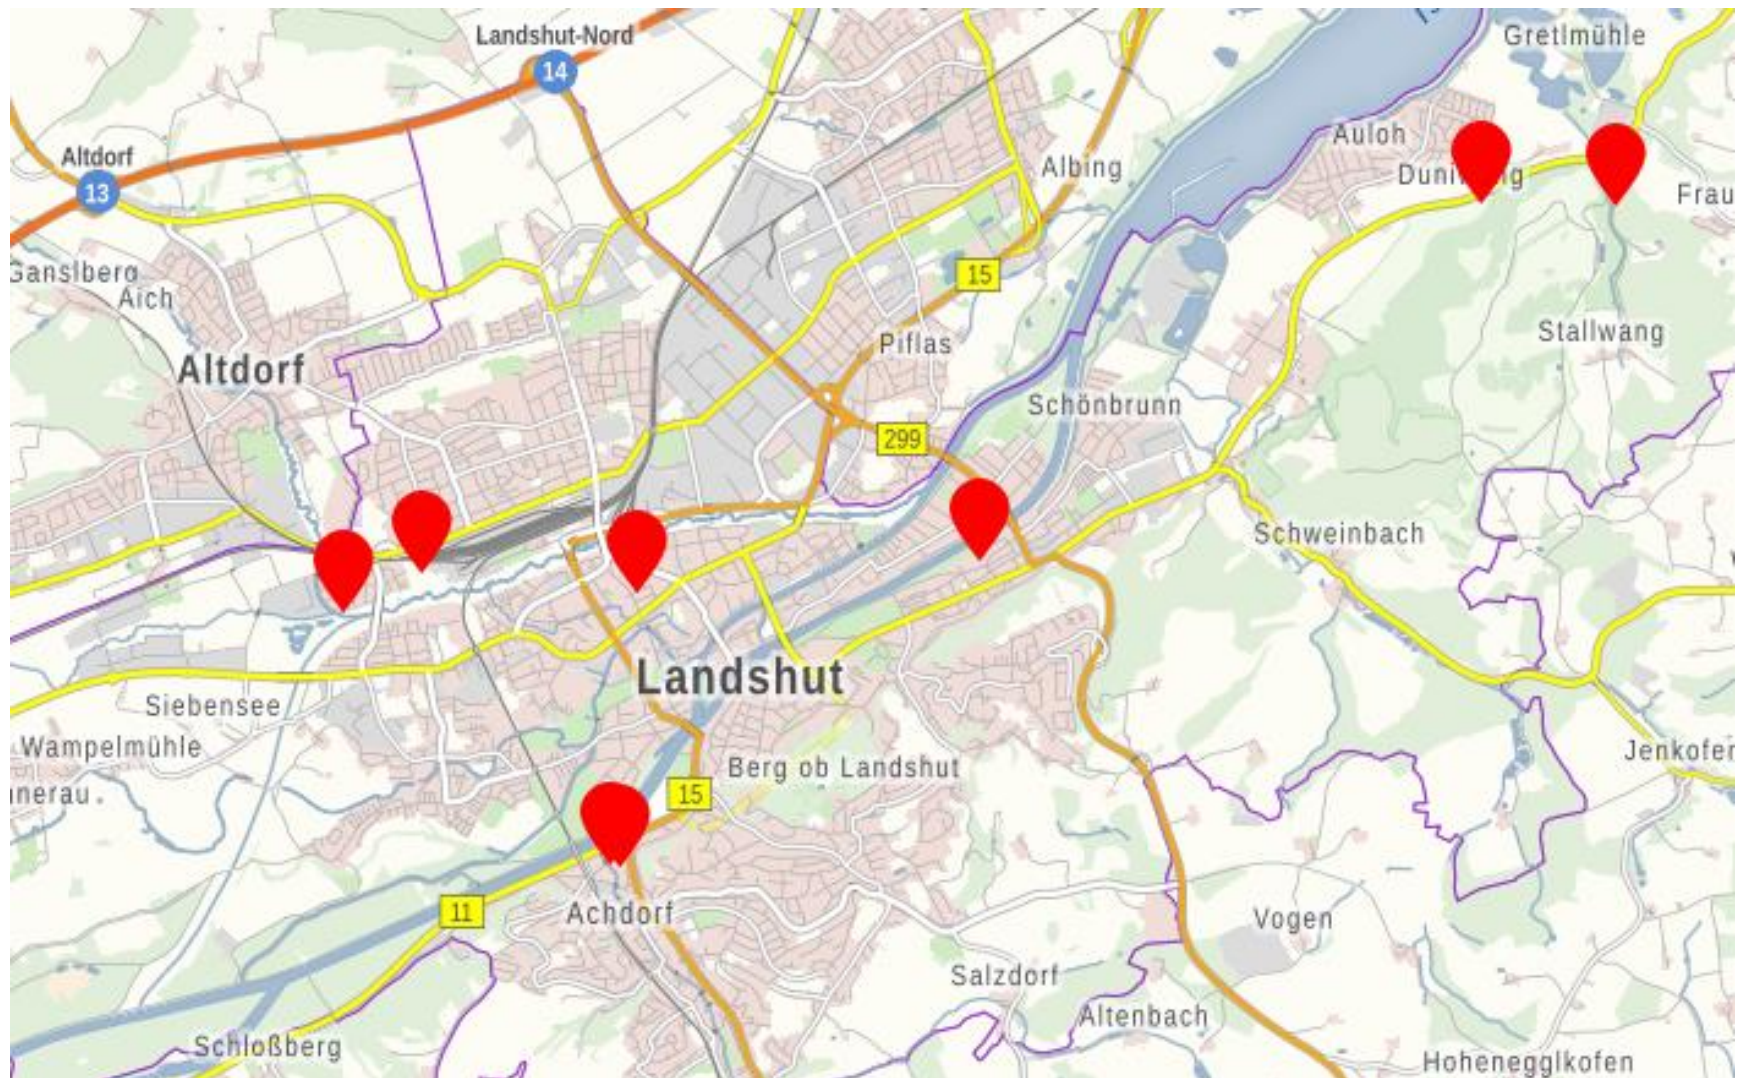 Gretlmühle
Landshut-Nord
14
Auloh
Altdorf
Albing
13
Frau
Ganslberg
Aich
15
Stallwang
Piflas
Altdorf
Schönbrunn
299
Schweinbach
Landshut
Siebensee
Wampelmühle
Jenkofen
Berg ob Landshut
15
11
Achdorf
Vogen
Salzdorf
Altenbach
Schloßberg
Hohenegglkofen